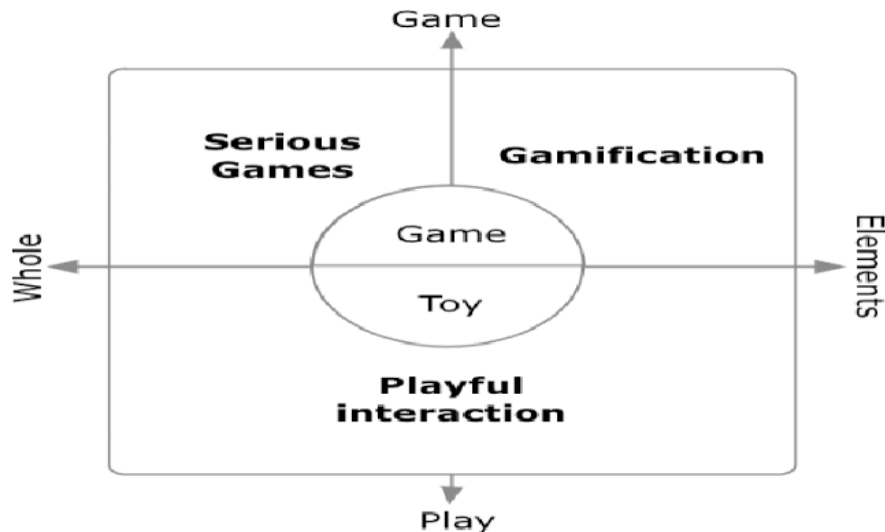 Game
Serious
Games
Gamification
Game
Whole
Elements
Toy
Playful
interaction
Play